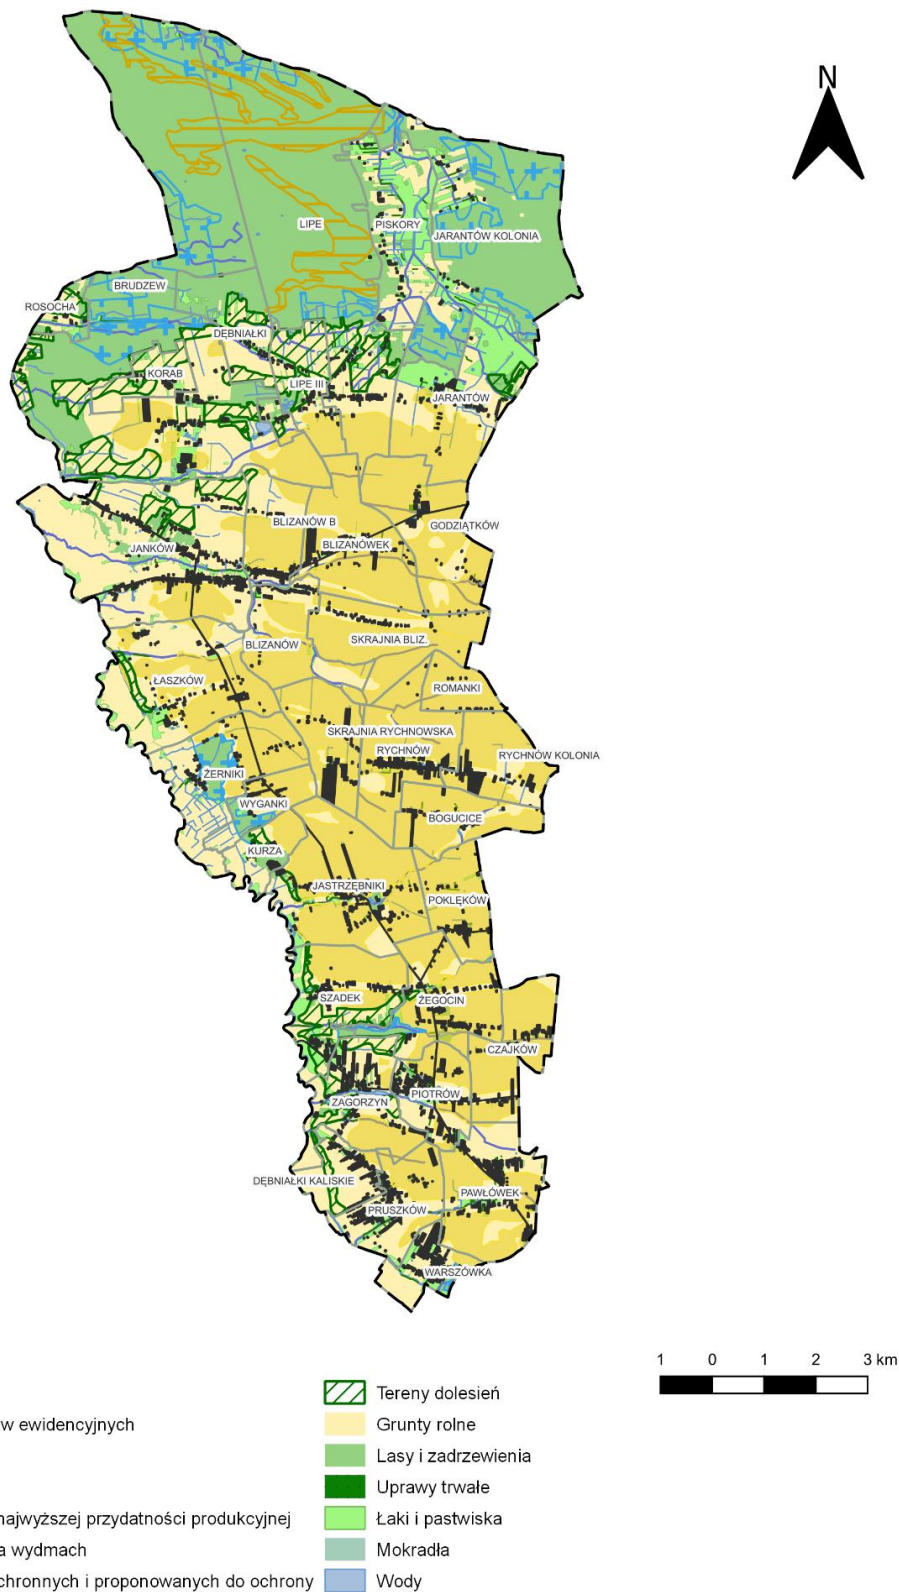 N
LIPE
PISKORY
JARANTÓW KOLONIA
BRUDZEW
ROSOCHA
DĘBNIAŁKI
KORAB
LIPE III
JARANTÓW
BLIZANÓW B
GODZIĄTKÓW
BLIZANÓWEK
JANKÓW
SKRAJNIA BLIZ.
BLIZANÓW
ŁASZKÓW
ROMANKI
SKRAJNIA RYCHNOWSKA
RYCHNÓW
RYCHNÓW KOLONIA
ŻERNIKI
WYGANKI
BOGUCICE
KURZA
JASTRZĘBNIKI
POKLĘKÓW
SZADEK
ŻEGOCIN
CZAJKÓW
PIOTRÓW
ZAGORZYN
DĘBNIAŁKI KALISKIE
PAWŁÓWEK
PRUSZKÓW
WARSZÓWKA
1 0 1 2 3 km
Tereny dolesień
w ewidencyjnych
Grunty rolne
Lasy i zadrzewienia
Uprawy trwałe
najwyższej przydatności produkcyjnej
Łaki i pastwiska
a wydmach
Mokradła
chronnych i proponowanych do ochrony
Wody